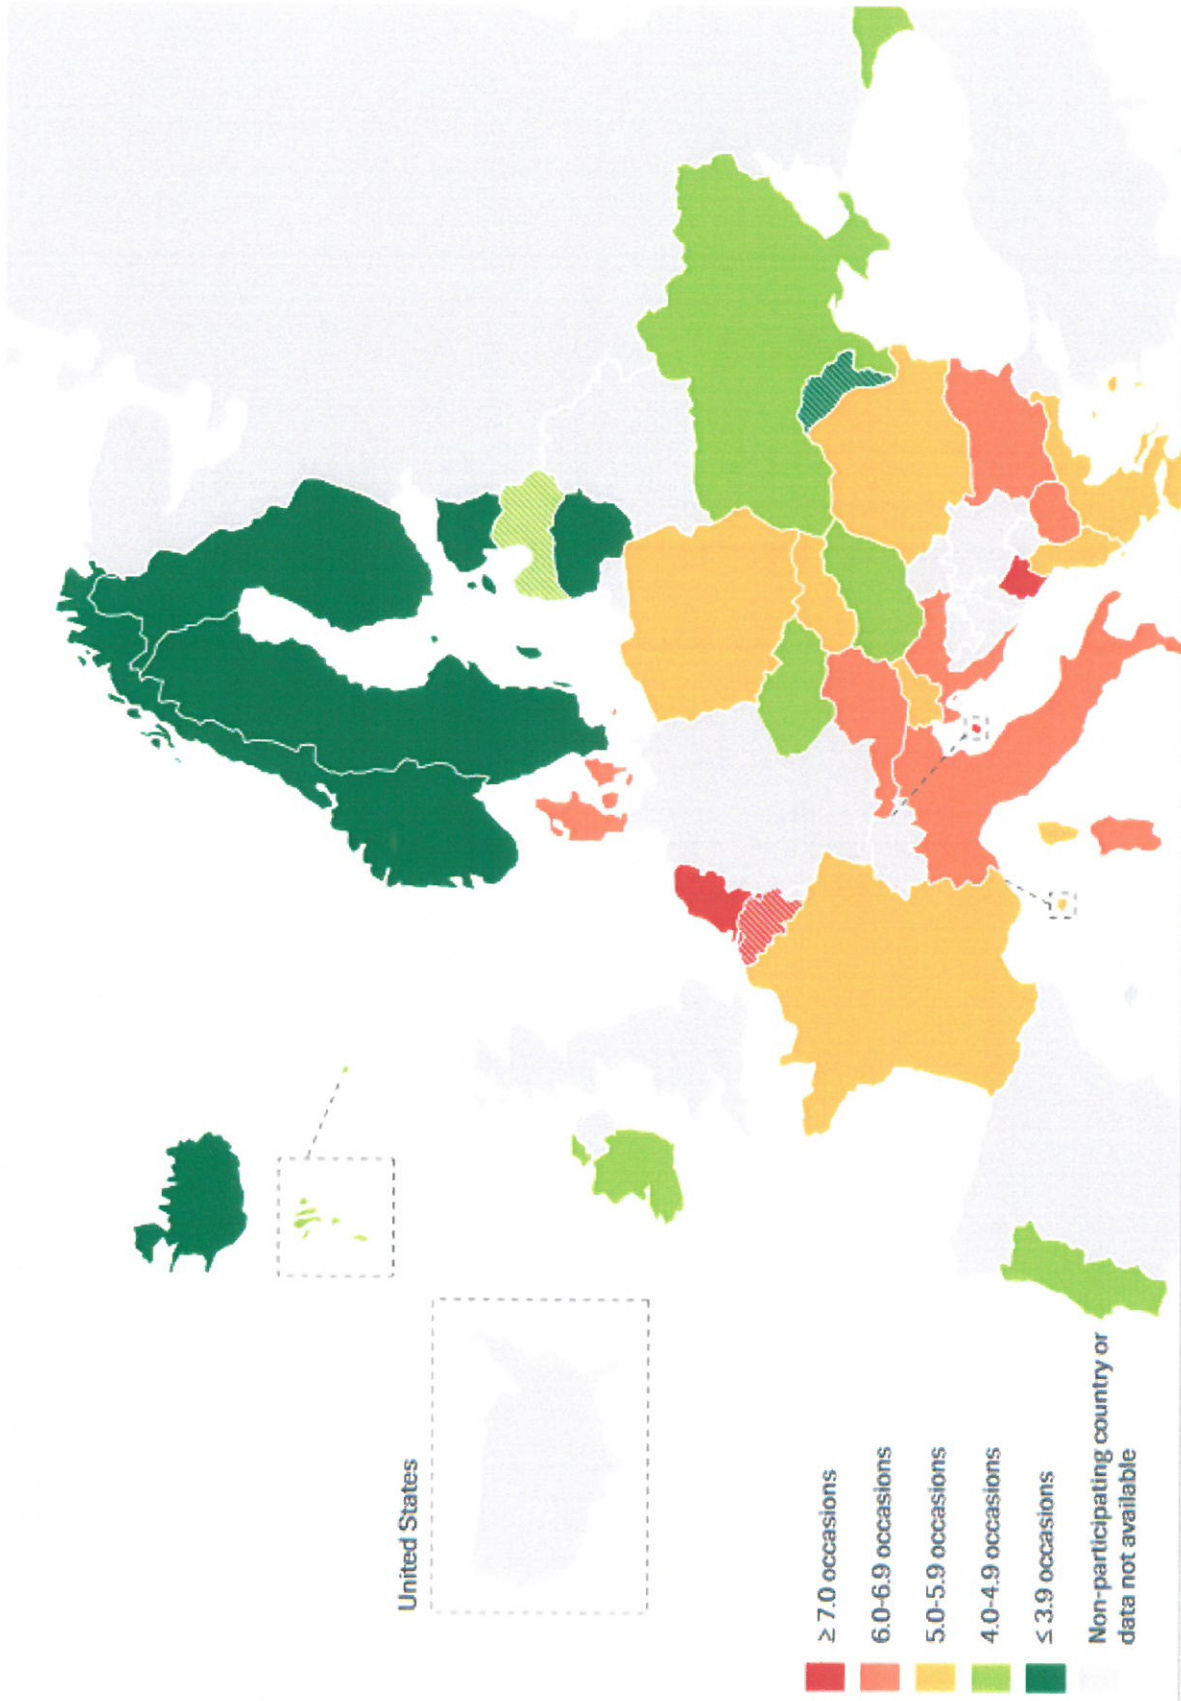 United States
≥ 7.0 occasions
6.0-6.9 occasions
5.0-5.9 occasions
4.0-4.9 occasions
≤ 3.9 occasions
Non-participating country or
data not available